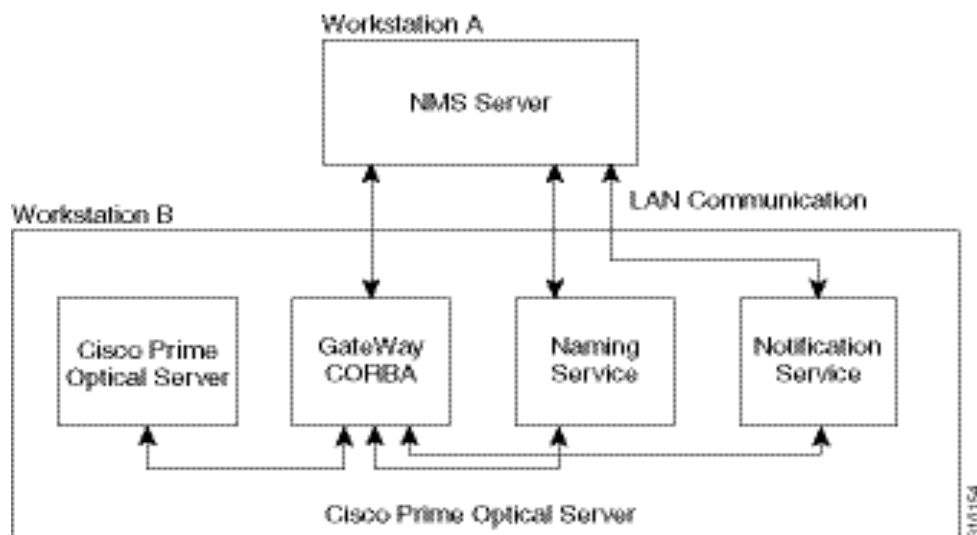 Workstation A
NMS Server
LAN Communication
Workstation B
Cisco Prime
Optical Server
GateWay
CORBA
Naming
Service
Notification
Service
Cisco Prime Optical Server